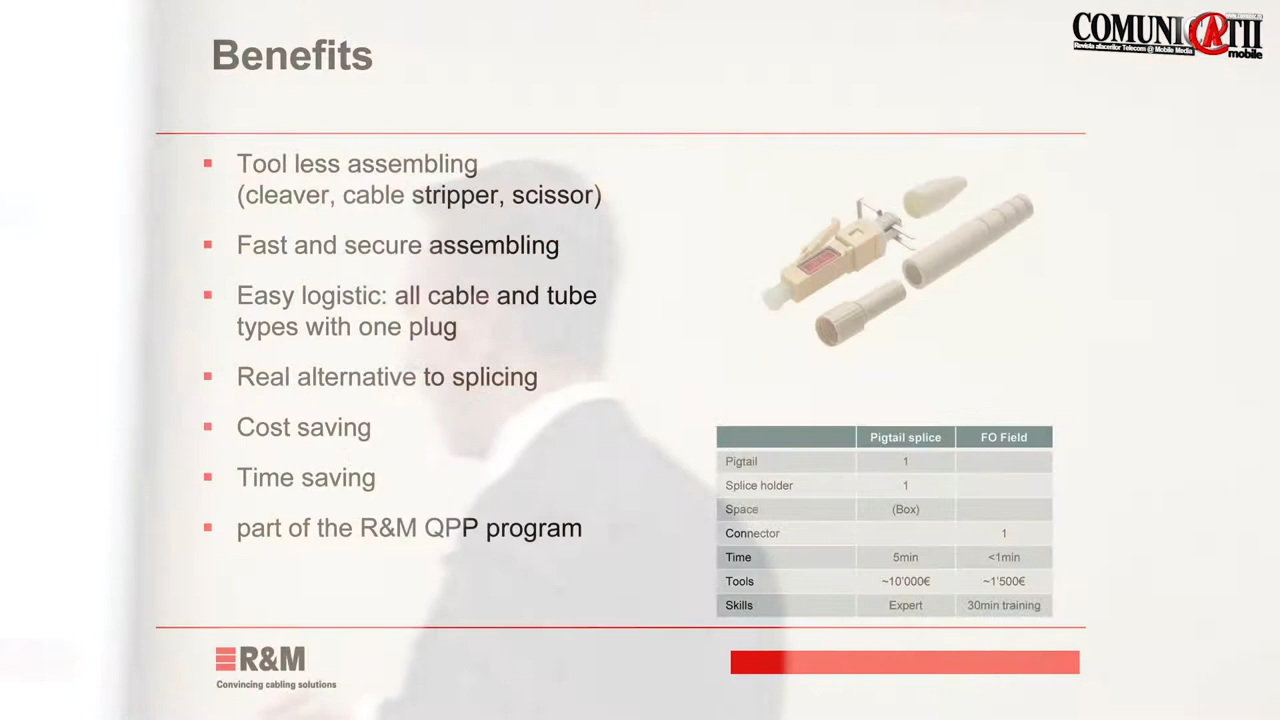 COMUNIC@TII
Revista afacerilor Telecom @ Mobile Media
mobile
Benefits
Tool less assembling
(cleaver, cable stripper, scissor)
Fast and secure assembling
Easy logistic: all cable and tube
types with one plug
Real alternative to splicing
Cost saving
Time saving
part of the R&M QPP program
Pigtail splice FO Field
Pigtail 1
Splice holder 1
Space (Box)
Connector 1
Time 5min <1min
Tools ~10'000€ ~1'500€
Skills Expert 30min training
R&M
Convincing cabling solutions